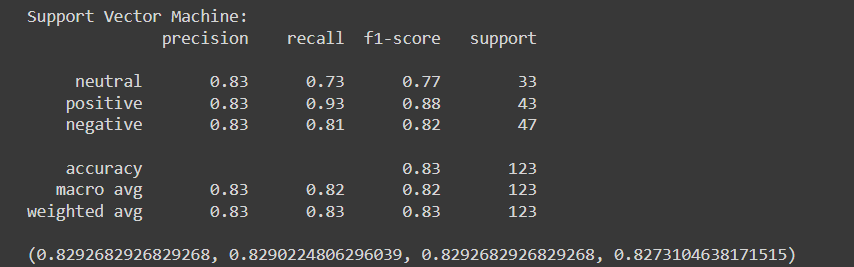 Support Vector Machine:
precision recall f1-score support
neutral 0.83 0.73 0.77 33
positive 0.83 0.93 0.88 43
negative 0.83 0.81 0.82 47
accuracy 0.83 123
macro avg 0.83 0.82 0.82 123
weighted avg 0.83 0.83 0.83 123
(0.8292682926829268, 0.8290224806296039, 0.8292682926829268, 0.8273104638171515)